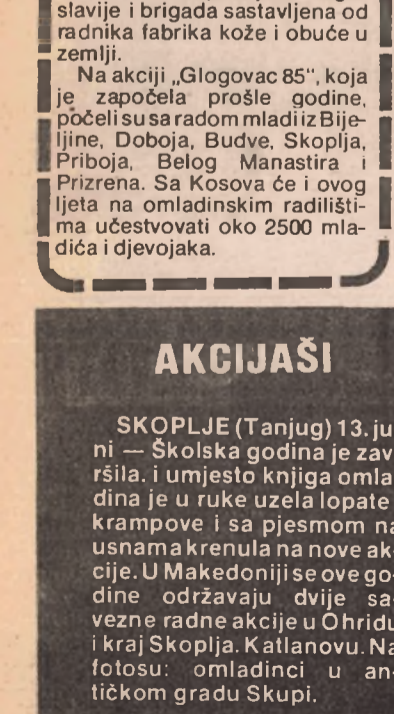 slavije i brigada sastavljena od
radnika fabrika kože i obuće u
zemlji.
Na akciji „Glogovac 85“, koja
je započela prošle godine,
počeli su sa radom mladi iz Bije-
ljine, Doboja, Budve, Skoplja,
Priboja, Belog Manastira i
Prizrena. Sa Kosova će i ovog
ljeta na omladinskim radilišti-
ma učestvovati oko 2500 mla-
dića i djevojaka.
AKCIJAŠI
SKOPLJE (Tanjug) 13. ju-
ni — Školska godina je zav-
ršila. i umjesto knjiga omla-
dina je u ruke uzela lopate
krampove i sa pjesmom na
usnama krenula na nove ak-
cije. U Makedoniji se ove go-
dine održavaju dvije sa-
vezne radne akcije u Ohridu
i kraj Skoplja. Katlanovu. Na
fotosu: omladinci u an-
tičkom gradu Skupi.